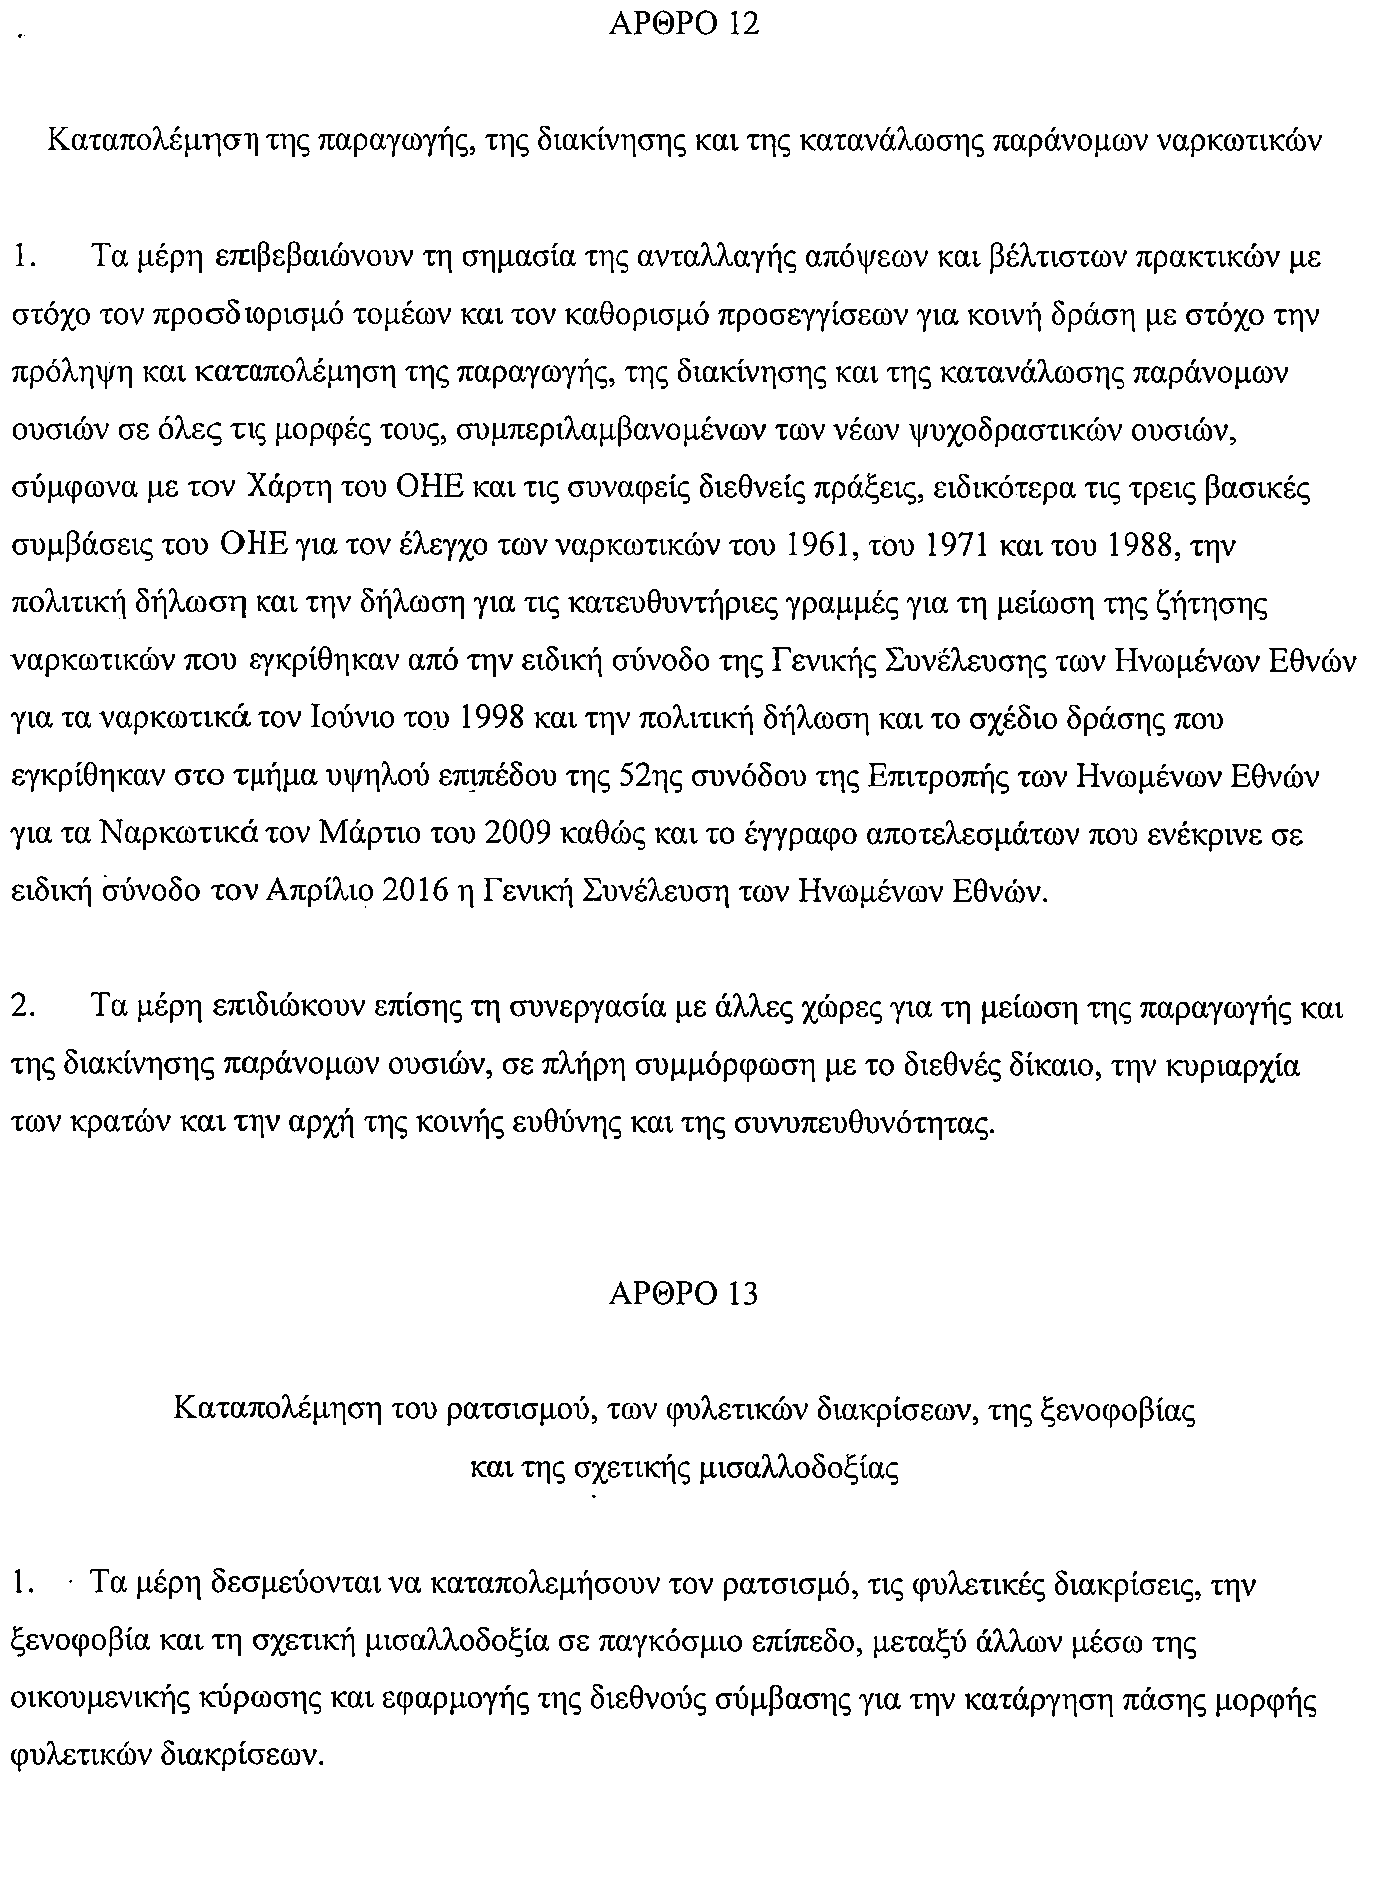 ΑΡΘΡΟ 12
Καταπολέμηση της παραγωγής, της διακίνησης και της κατανάλωσης παράνομων ναρκωτικών
1. Τα μέρη επιβεβαιώνουν τη σημασία της ανταλλαγής απόψεων και βέλτιστων πρακτικών με
στόχο τον προσδιορισμό τομέων και τον καθορισμό προσεγγίσεων για κοινή δράση με στόχο την
πρόληψη και καταπολέμηση της παραγωγής, της διακίνησης και της κατανάλωσης παράνομων
ουσιών σε όλες τις μορφές τους, συμπεριλαμβανομένων των νέων ψυχοδραστικών ουσιών,
σύμφωνα με τον Χάρτη του ΟΗΕ και τις συναφείς διεθνείς πράξεις, ειδικότερα τις τρεις βασικές
συμβάσεις του ΟΗΕ για τον έλεγχο των ναρκωτικών του 1961, του 1971 και του 1988, την
πολιτική δήλωση και την δήλωση για τις κατευθυντήριες γραμμές για τη μείωση της ζήτησης
ναρκωτικών που εγκρίθηκαν από την ειδική σύνοδο της Γενικής Συνέλευσης των Ηνωμένων Εθνών
για τα ναρκωτικά τον Ιούνιο του 1998 και την πολιτική δήλωση και το σχέδιο δράσης που
εγκρίθηκαν στο τμήμα υψηλού επιπέδου της 52ης συνόδου της Επιτροπής των Ηνωμένων Εθνών
για τα Ναρκωτικά τον Μάρτιο του 2009 καθώς και το έγγραφο αποτελεσμάτων που ενέκρινε σε
ειδική σύνοδο τον Απρίλιο 2016 η Γενική Συνέλευση των Ηνωμένων Εθνών.
2. Τα μέρη επιδιώκουν επίσης τη συνεργασία με άλλες χώρες για τη μείωση της παραγωγής και
της διακίνησης παράνομων ουσιών, σε πλήρη συμμόρφωση με το διεθνές δίκαιο, την κυριαρχία
των κρατών και την αρχή της κοινής ευθύνης και της συνυπευθυνότητας.
ΑΡΘΡΟ 13
Καταπολέμηση του ρατσισμού, των φυλετικών διακρίσεων, της ξενοφοβίας
και της σχετικής μισαλλοδοξίας
1. Τα μέρη δεσμεύονται να καταπολεμήσουν τον ρατσισμό, τις φυλετικές διακρίσεις, την
ξενοφοβία και τη σχετική μισαλλοδοξία σε παγκόσμιο επίπεδο, μεταξύ άλλων μέσω της
οικουμενικής κύρωσης και εφαρμογής της διεθνούς σύμβασης για την κατάργηση πάσης μορφής
φυλετικών διακρίσεων.